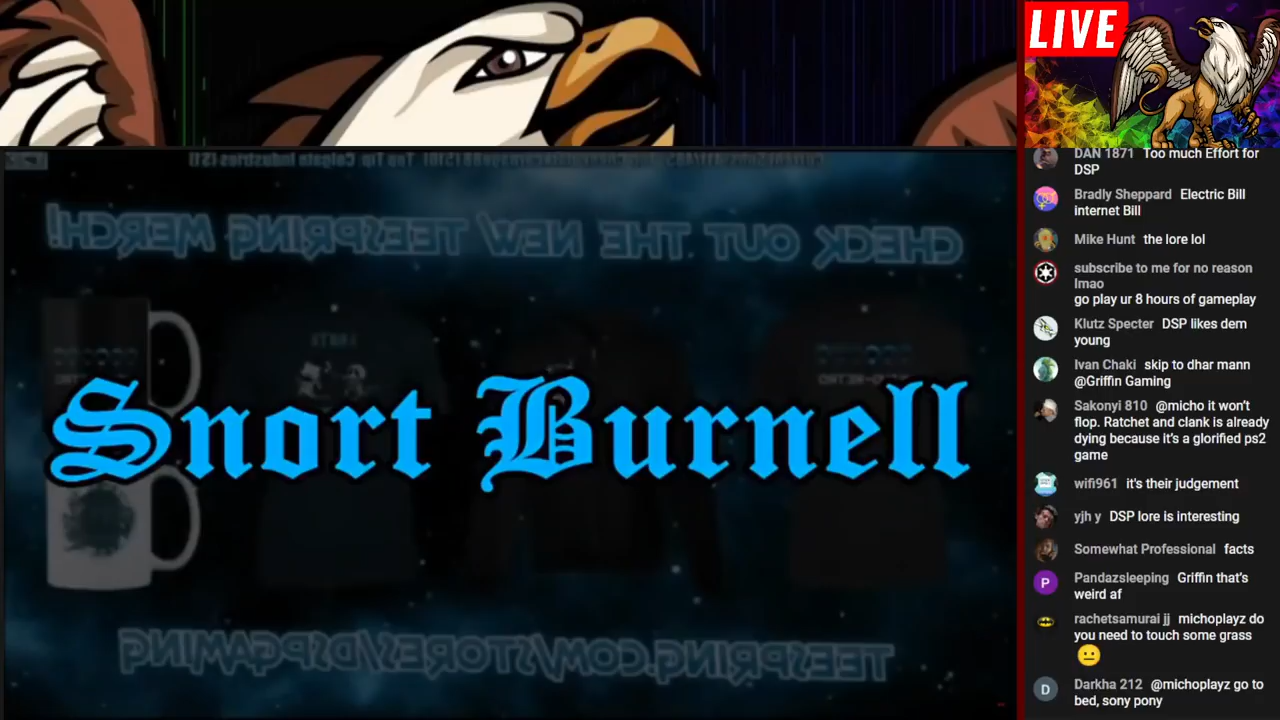 LIVE
CHECK OUT THE NEW TEESPRING MERCH!
Snort Burnell
TEESPRING.COM/STORES/DSPGAMING
DAN 1871 Too much Effort for
DSP
Bradly Sheppard Electric Bill
internet Bill
Mike Hunt the lore lol
subscribe to me for no reason
lmao
go play ur 8 hours of gameplay
Klutz Specter DSP likes dem
young
Ivan Chaki skip to dhar mann
@Griffin Gaming
Sakonyi 810 @micho it won't
flop. Ratchet and clank is already
dying because it's a glorified ps2
game
wifi961 it's their judgement
yjh y DSP lore is interesting
Somewhat Professional facts
P
Pandazsleeping Griffin that's
weird af
rachetsamurai jj michoplayz do
you need to touch some grass
D
Darkha 212 @michoplayz go to
bed, sony pony